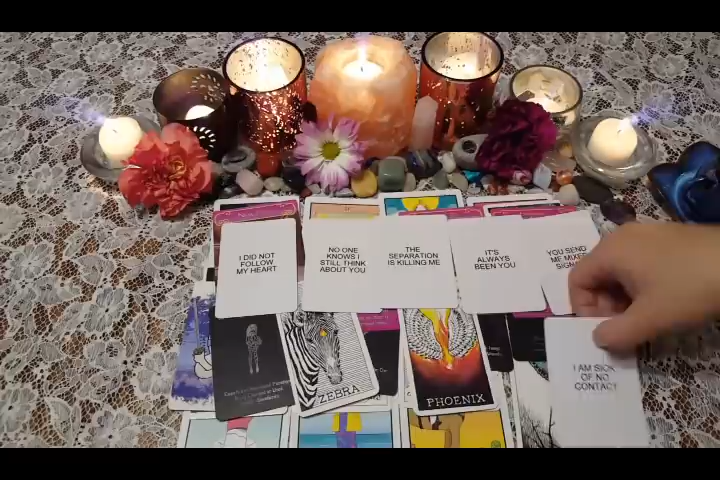 I DID NOT
FOLLOW
MY HEART
NO ONE
KNOWS I
STILL THINK
ABOUT YOU
THE
SEPARATION
IS KILLING ME
IT'S
ALWAYS
BEEN YOU
YOU SEND
ME MIXED
I AM SICK
OF NO
CONTACT
ZEBRA
PHOENIX